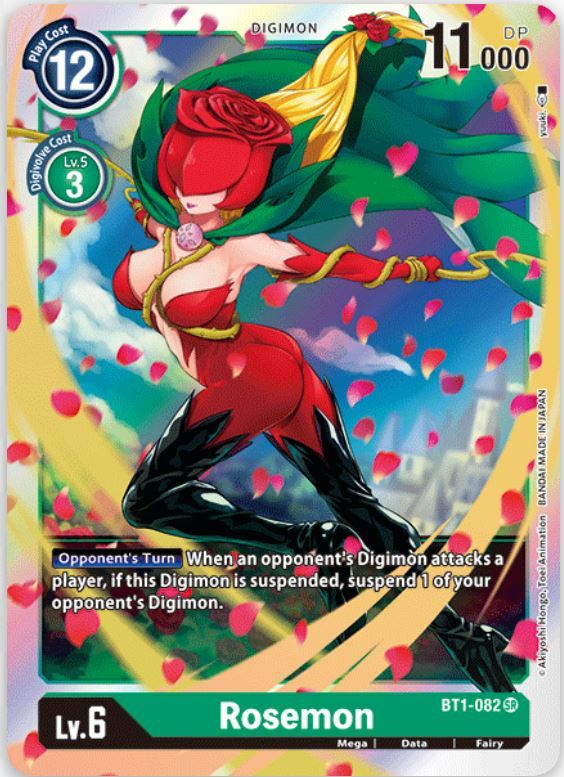 DIGIMON
Play Cost
12
DP
11000
Digivolve Cost
Lv.5
3
yuuki
Opponent's Turn When an opponent's Digimon attacks a
player, if this Digimon is suspended, suspend 1 of your
opponent's Digimon.
© Akiyoshi Hongo, Toei Animation BANDAI MADE IN JAPAN
BT1-082 SR
Lv.6
Rosemon
Mega | Data | Fairy